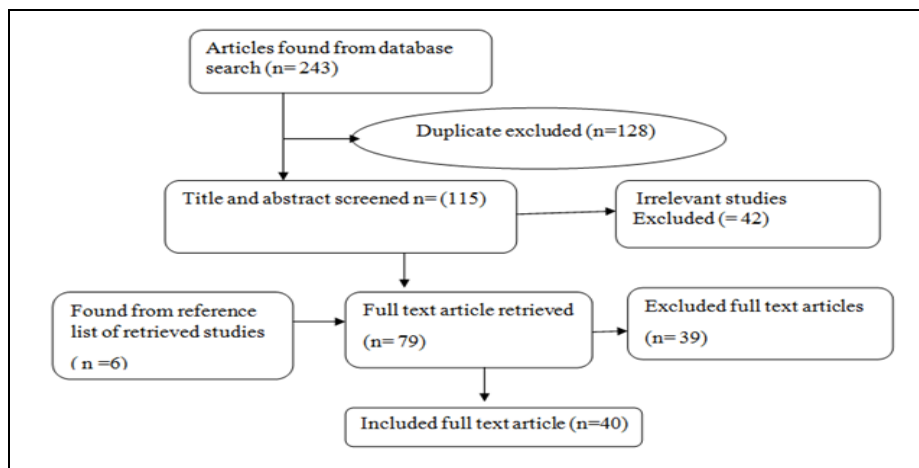 Articles found from database
search (n= 243)
Duplicate excluded (n=128)
Title and abstract screened n= (115)
Irrelevant studies
Excluded (= 42)
Found from reference
list of retrieved studies
( n =6)
Full text article retrieved
(n= 79)
Excluded full text articles
(n= 39)
Included full text article (n=40)